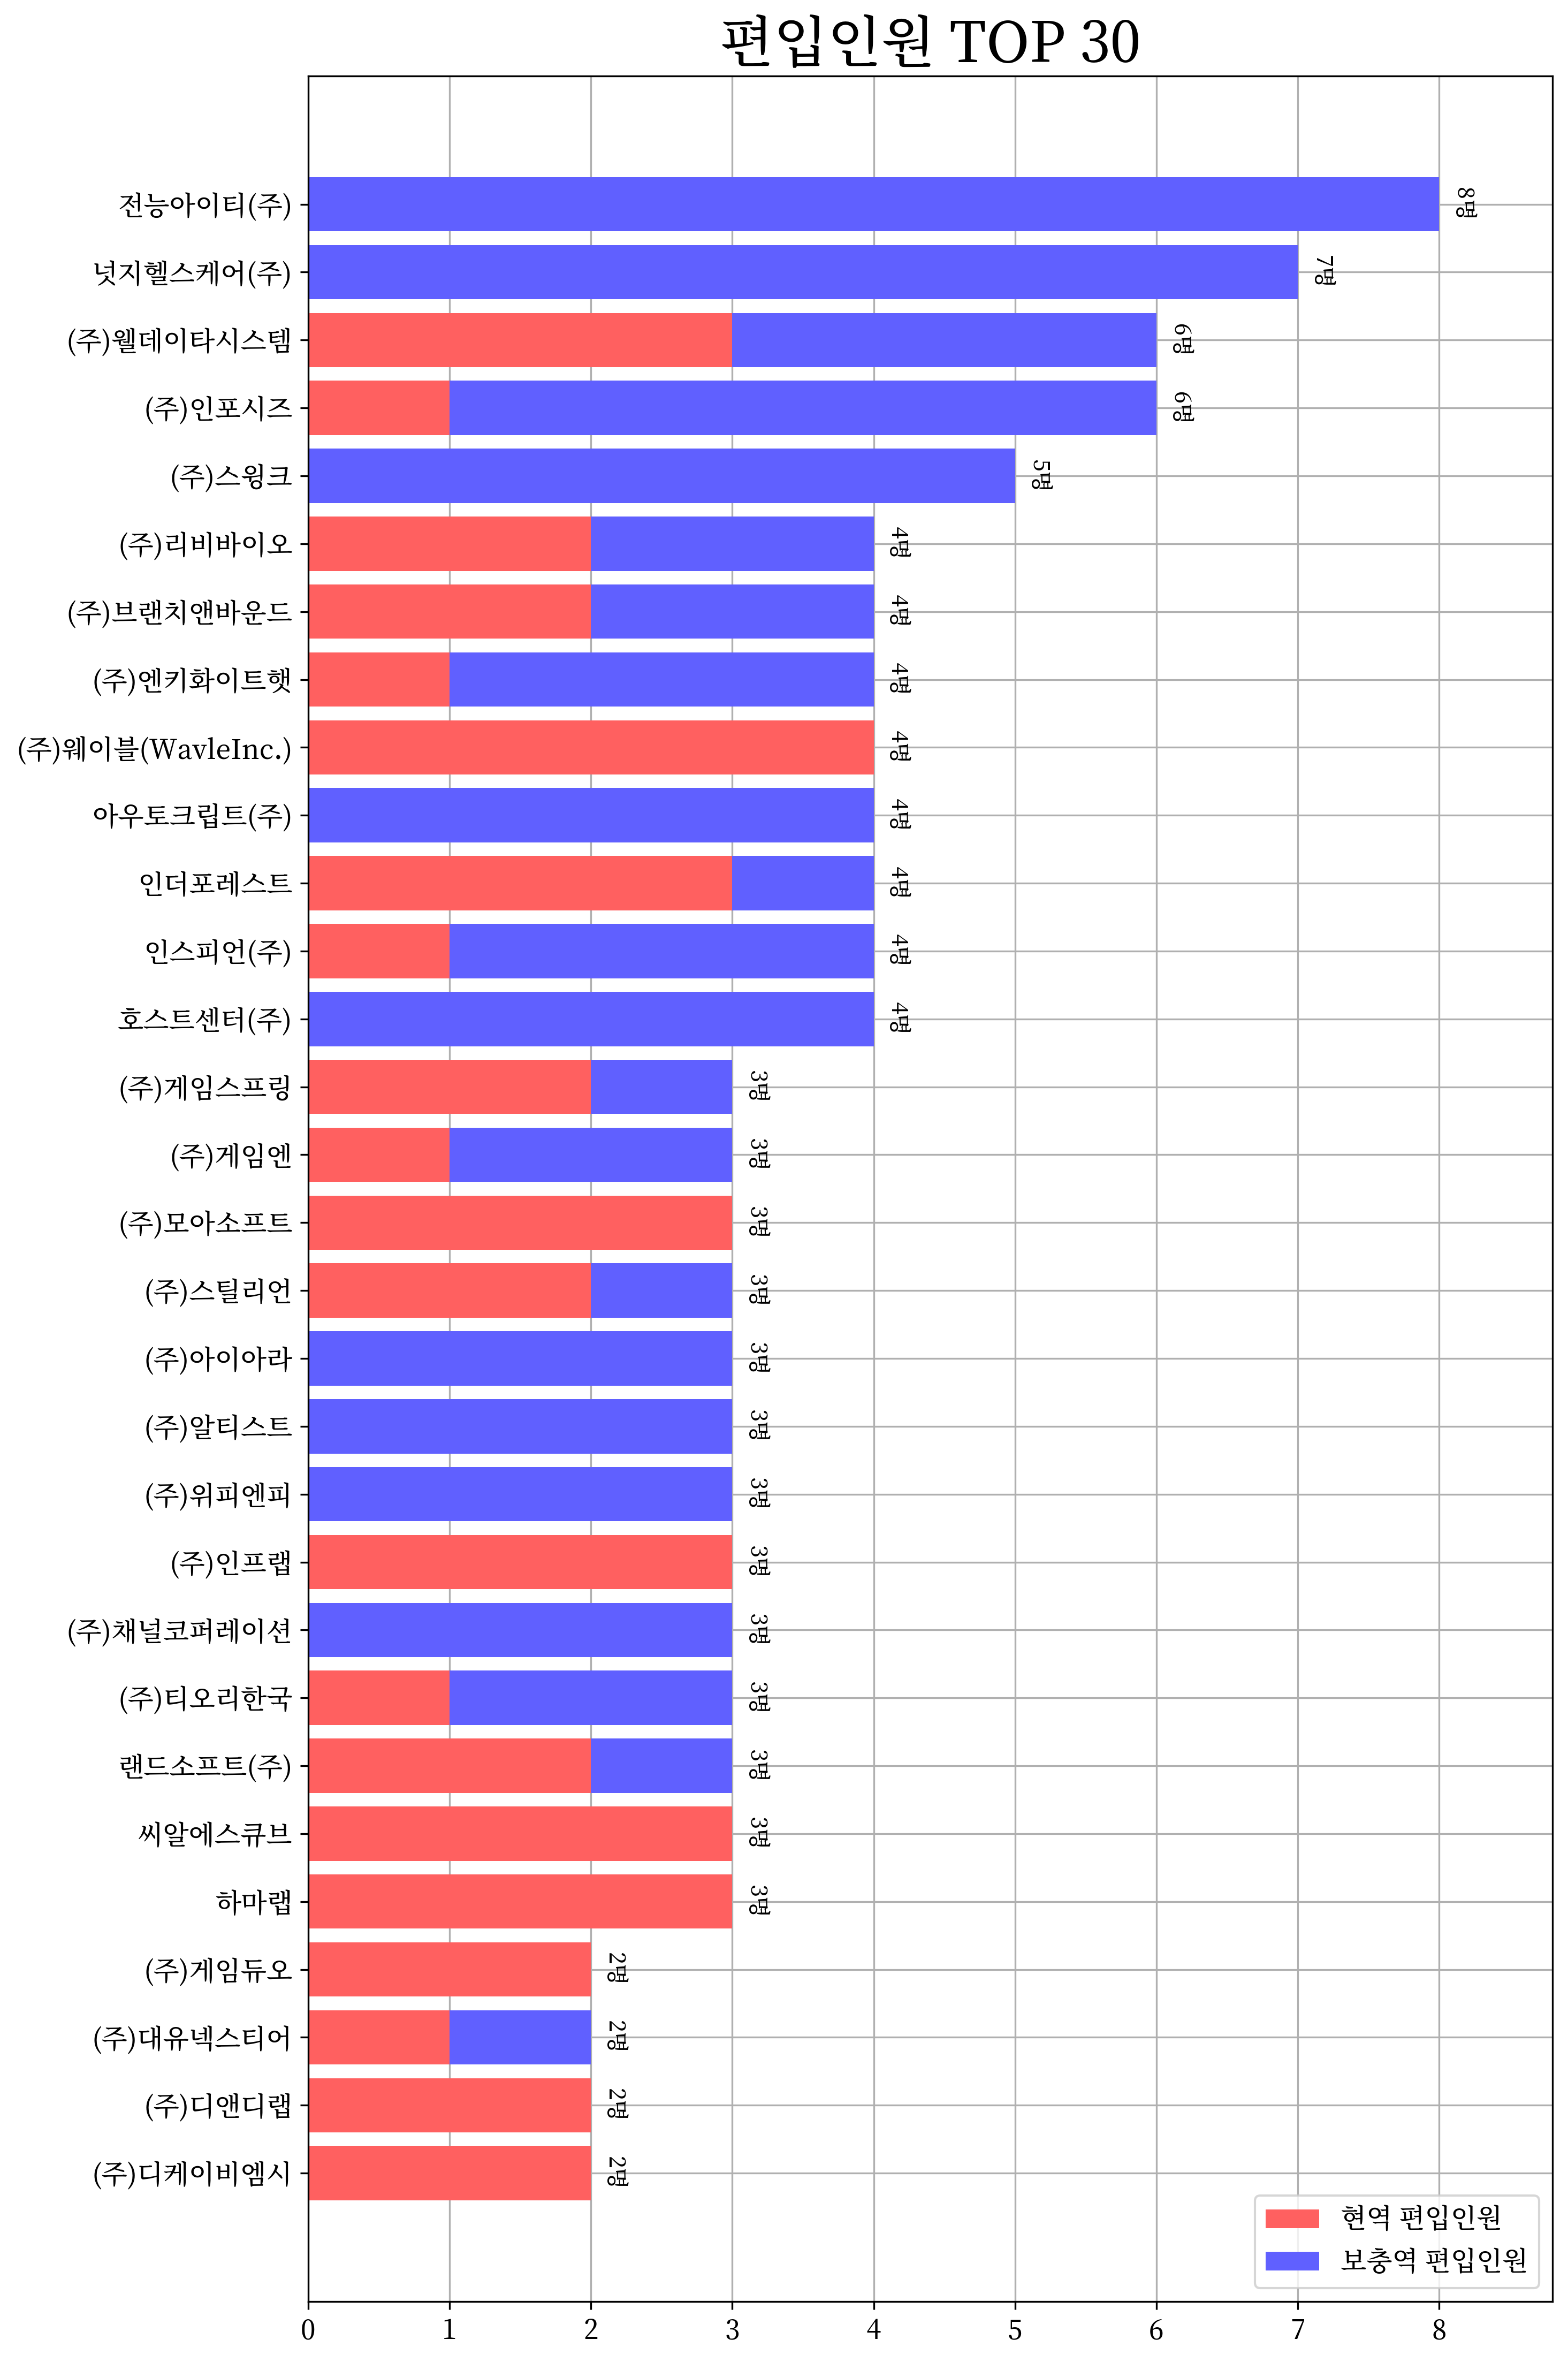 편입인원 TOP 30
전능아이티(주) 8명
넛지헬스케어(주) 7명
(주)웰데이타시스템 6명
(주)인포시즈 6명
(주)스윙크 5명
(주)리비바이오 4명
(주)브랜치앤바운드 4명
(주)엔키화이트햇 4명
(주)웨이블(WavleInc.) 4명
아우토크립트(주) 4명
인더포레스트 4명
인스피언(주) 4명
호스트센터(주) 4명
(주)게임스프링 3명
(주)게임엔 3명
(주)모아소프트 3명
(주)스틸리언 3명
(주)아이아라 3명
(주)알티스트 3명
(주)위피엔피 3명
(주)인프랩 3명
(주)채널코퍼레이션 3명
(주)티오리한국 3명
랜드소프트(주) 3명
씨알에스큐브 3명
하마랩 3명
(주)게임듀오 2명
(주)대유넥스티어 2명
(주)디앤디랩 2명
(주)디케이비엠시 2명
현역 편입인원
보충역 편입인원
0 1 2 3 4 5 6 7 8